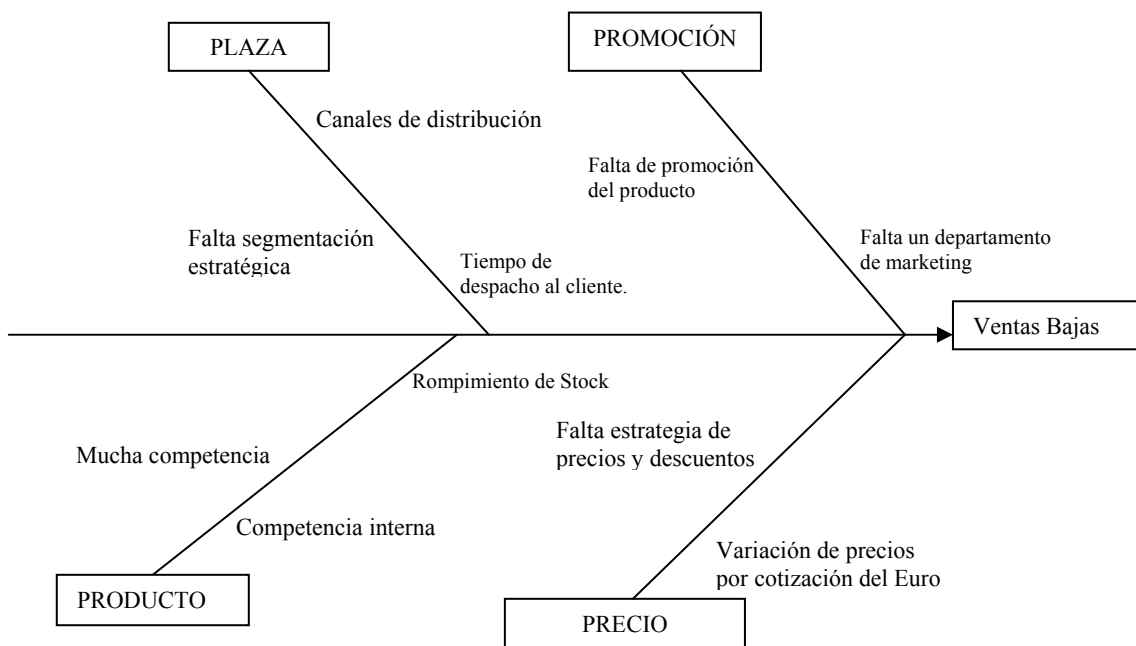 PLAZA
PROMOCIÓN
Canales de distribución
Falta de promoción
del producto
Falta segmentación
estratégica
Tiempo de
despacho al cliente.
Falta un departamento
de marketing
Ventas Bajas
Rompimiento de Stock
Mucha competencia
Falta estrategia de
precios y descuentos
Competencia interna
Variación de precios
por cotización del Euro
PRODUCTO
PRECIO